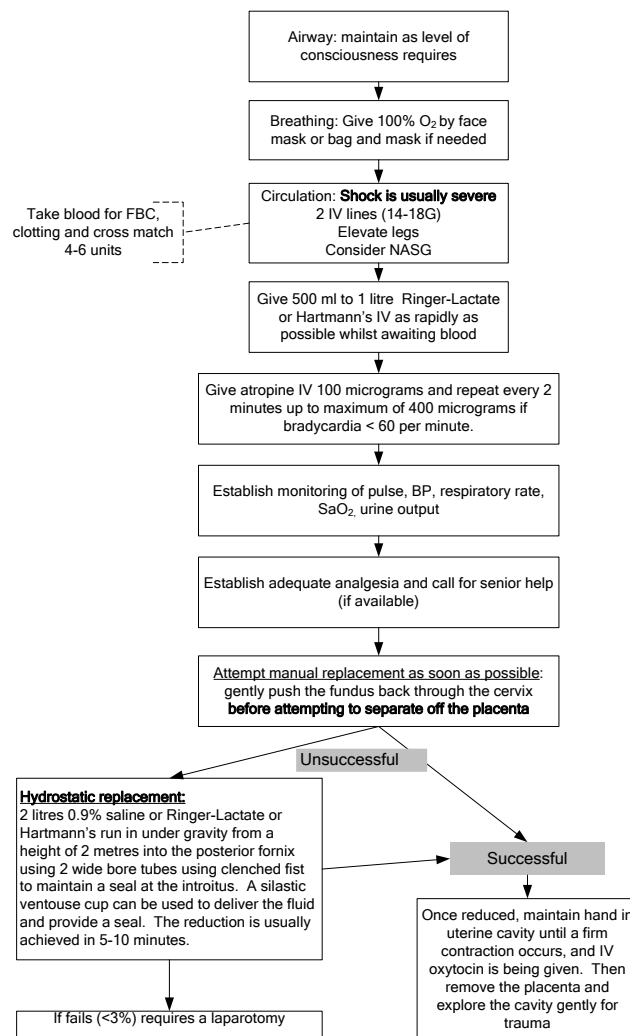 Airway: maintain as level of
consciousness requires
Breathing: Give 100% O2 by face
mask or bag and mask if needed
Circulation: Shock is usually severe
2 IV lines (14-18G)
Elevate legs
Consider NASG
Take blood for FBC,
clotting and cross match
4-6 units
Give 500 ml to 1 litre Ringer-Lactate
or Hartmann's IV as rapidly as
possible whilst awaiting blood
Give atropine IV 100 micrograms and repeat every 2
minutes up to maximum of 400 micrograms if
bradycardia < 60 per minute.
Establish monitoring of pulse, BP, respiratory rate,
SaO2, urine output
Establish adequate analgesia and call for senior help
(if available)
Attempt manual replacement as soon as possible:
gently push the fundus back through the cervix
before attempting to separate off the placenta
Unsuccessful
Hydrostatic replacement:
2 litres 0.9% saline or Ringer-Lactate or
Hartmann's run in under gravity from a
height of 2 metres into the posterior fornix
using 2 wide bore tubes using clenched fist
to maintain a seal at the introitus. A silastic
ventouse cup can be used to deliver the fluid
and provide a seal. The reduction is usually
achieved in 5-10 minutes.
If fails (<3%) requires a laparotomy
Successful
Once reduced, maintain hand in
uterine cavity until a firm
contraction occurs, and IV
oxytocin is being given. Then
remove the placenta and
explore the cavity gently for
trauma